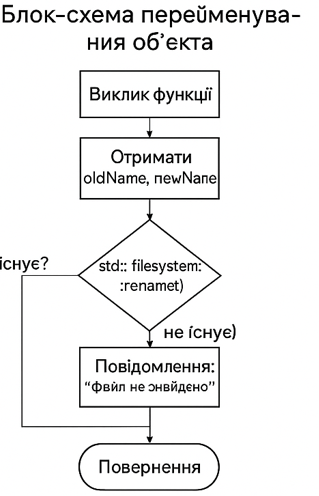 Блок-схема перейменува-
ння об’єкта
Виклик функції
Отримати
oldName, пеwNапе
існує?
std:: filesystem:
:renamet)
не існує)
Повідомлення:
“Фвйл не знвйдено”
Повернення